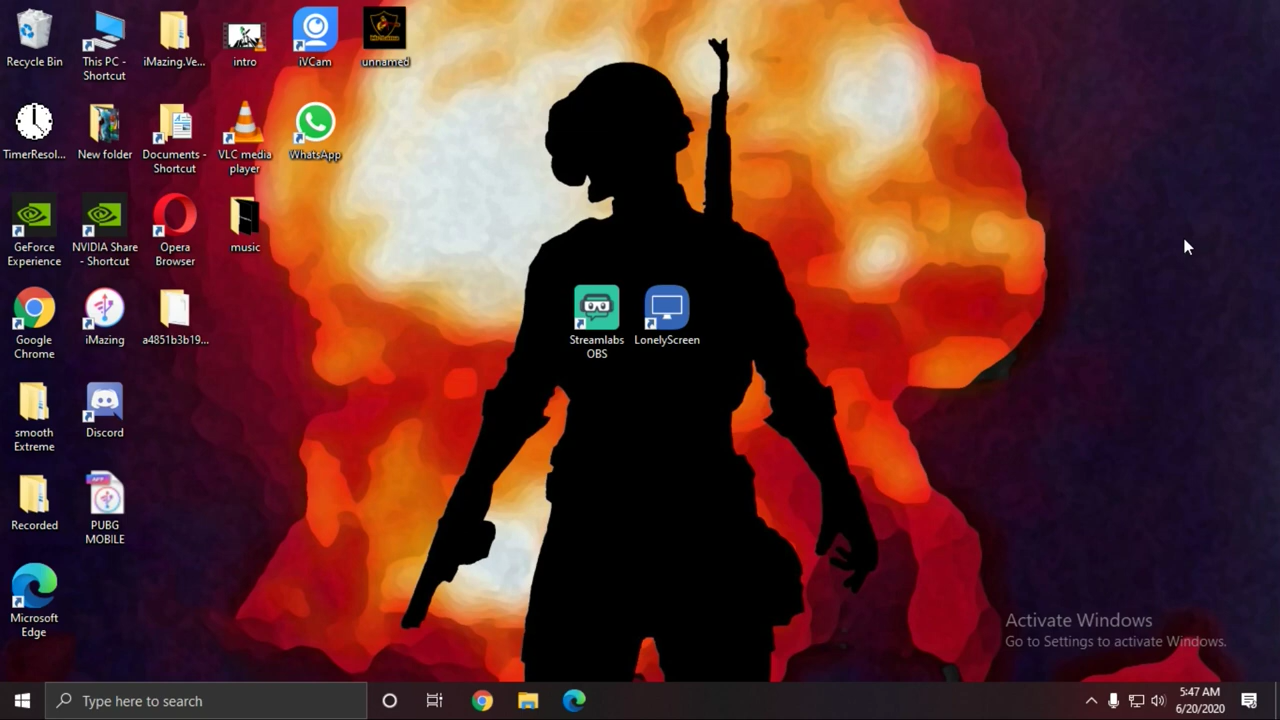 Recycle Bin
This PC -
Shortcut
iMazing.Ve...
intro
iVCam
unnamed
TimerResol...
New folder
Documents -
Shortcut
VLC media
player
WhatsApp
GeForce
Experience
NVIDIA Share
- Shortcut
Opera
Browser
music
Google
Chrome
iMazing
a4851b3b19...
Streamlabs
OBS
LonelyScreen
smooth
Extreme
Discord
Recorded
PUBG
MOBILE
Microsoft
Edge
Activate Windows
Go to Settings to activate Windows.
Type here to search
5:47 AM
6/20/2020